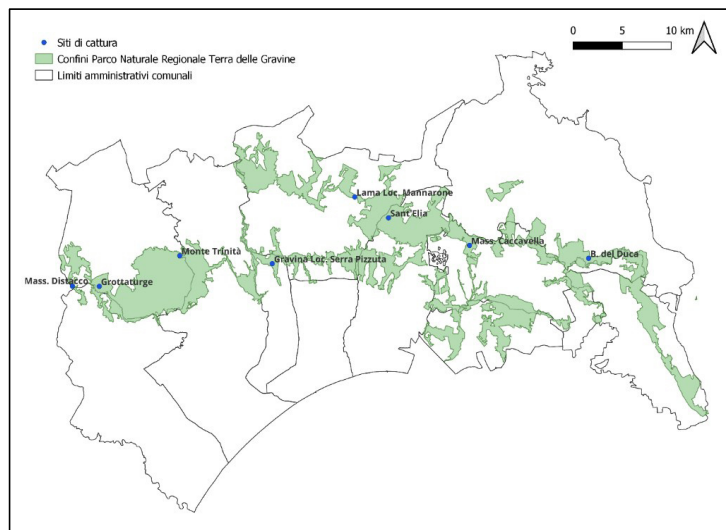 Siti di cattura
Confini Parco Naturale Regionale Terra delle Gravine
Limiti amministrativi comunali
0 5 10 km
Lama Loc. Mannarone
Sant'Elia
Mass. Caccavella
Monte Trinità
B. del Duca
Gravina Loc. Serra Pizzuta
Mass. Distacco
Grottaturge